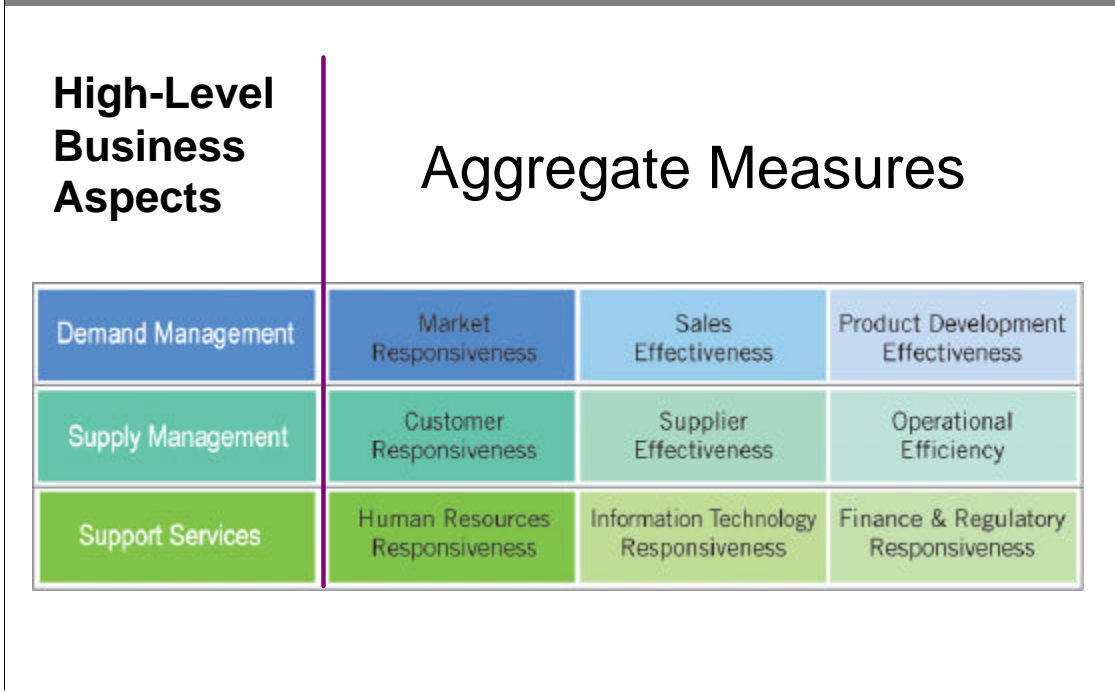 High-Level
Business
Aspects
Aggregate Measures
Demand Management
Market
Responsiveness
Sales
Effectiveness
Product Development
Effectiveness
Supply Management
Customer
Responsiveness
Supplier
Effectiveness
Operational
Efficiency
Support Services
Human Resources
Responsiveness
Information Technology
Responsiveness
Finance & Regulatory
Responsiveness